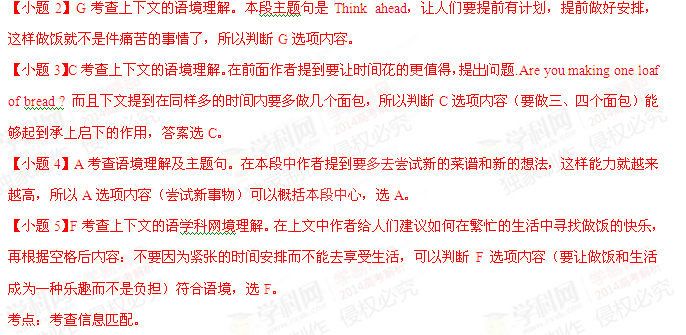 【小题 2】G 考查上下文的语境理解。本段主题句是 Think ahead，让人们要提前有计划，提前做好安排，
这样做饭就不是件痛苦的事情了，所以判断 G 选项内容。
【小题 3】C 考查上下文的语境理解。在前面作者提到要让时间花的更值得，提出问题.Are you making one loaf
of bread ? 而且下文提到在同样多的时间内要多做几个面包，所以判断 C 选项内容（要做三、四个面包）能
够起到承上启下的作用，答案选 C。
【小题 4】A 考查语境理解及主题句。在本段中作者提到要多去尝试新的菜谱和新的想法，这样能力就越来
越高，所以 A 选项内容（尝试新事物）可以概括本段中心，选 A。
【小题 5】F 考查上下文的语学科网境理解。在上文中作者给人们建议如何在繁忙的生活中寻找做饭的快乐，
再根据空格后内容：不要因为紧张的时间安排而不能去享受生活，可以判断 F 选项内容（要让做饭和生活
成为一种乐趣而不是负担）符合语境，选 F。
考点：考查信息匹配。